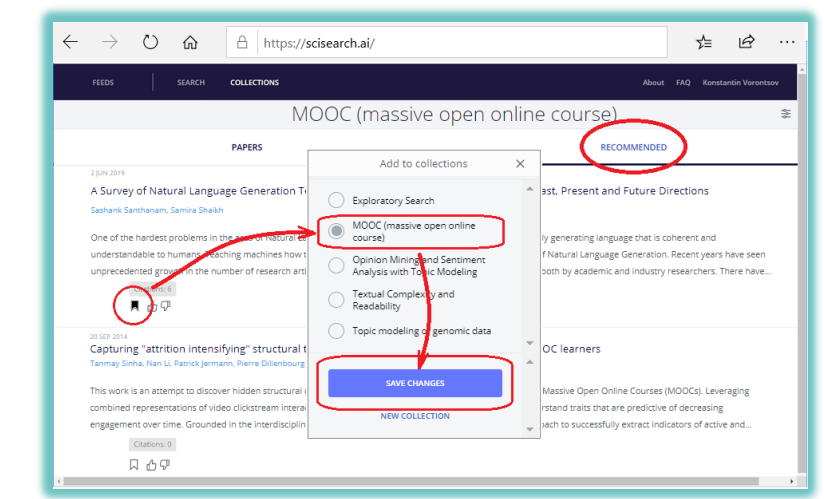 https://scisearch.ai/
FEEDS SEARCH COLLECTIONS About FAQ Konstantin Vorontsov
MOOC (massive open online course)
PAPERS RECOMMENDED
Add to collections
Exploratory Search
MOOC (massive open online
course)
Opinion Mining and Sentiment
Analysis with Topic Modeling
Textual Complexity and
Readability
Topic modeling of genomic data
SAVE CHANGES
NEW COLLECTION
2 JUN 2019
A Survey of Natural Language Generation ast, Present and Future Directions
Sashank Santhanam, Samira Shaikh
One of the hardest problems in the area of Natural ly generating language that is coherent and
understandable to humans. Teaching machines how f Natural Language Generation. Recent years have seen
unprecedented growth in the number of research both by academic and industry researchers. There have...
Citations: 6
20 SEP 2014
Capturing "attrition intensifying" structural OC learners
Tanmay Sinha, Nan Li, Patrick Jermann, Pierre Dillenbourg
This work is an attempt to discover hidden structural Massive Open Online Courses (MOOCs). Leveraging
combined representations of video clickstream rstand traits that are predictive of decreasing
engagement over time. Grounded in the to successfully extract indicators of active and...
Citations: 0